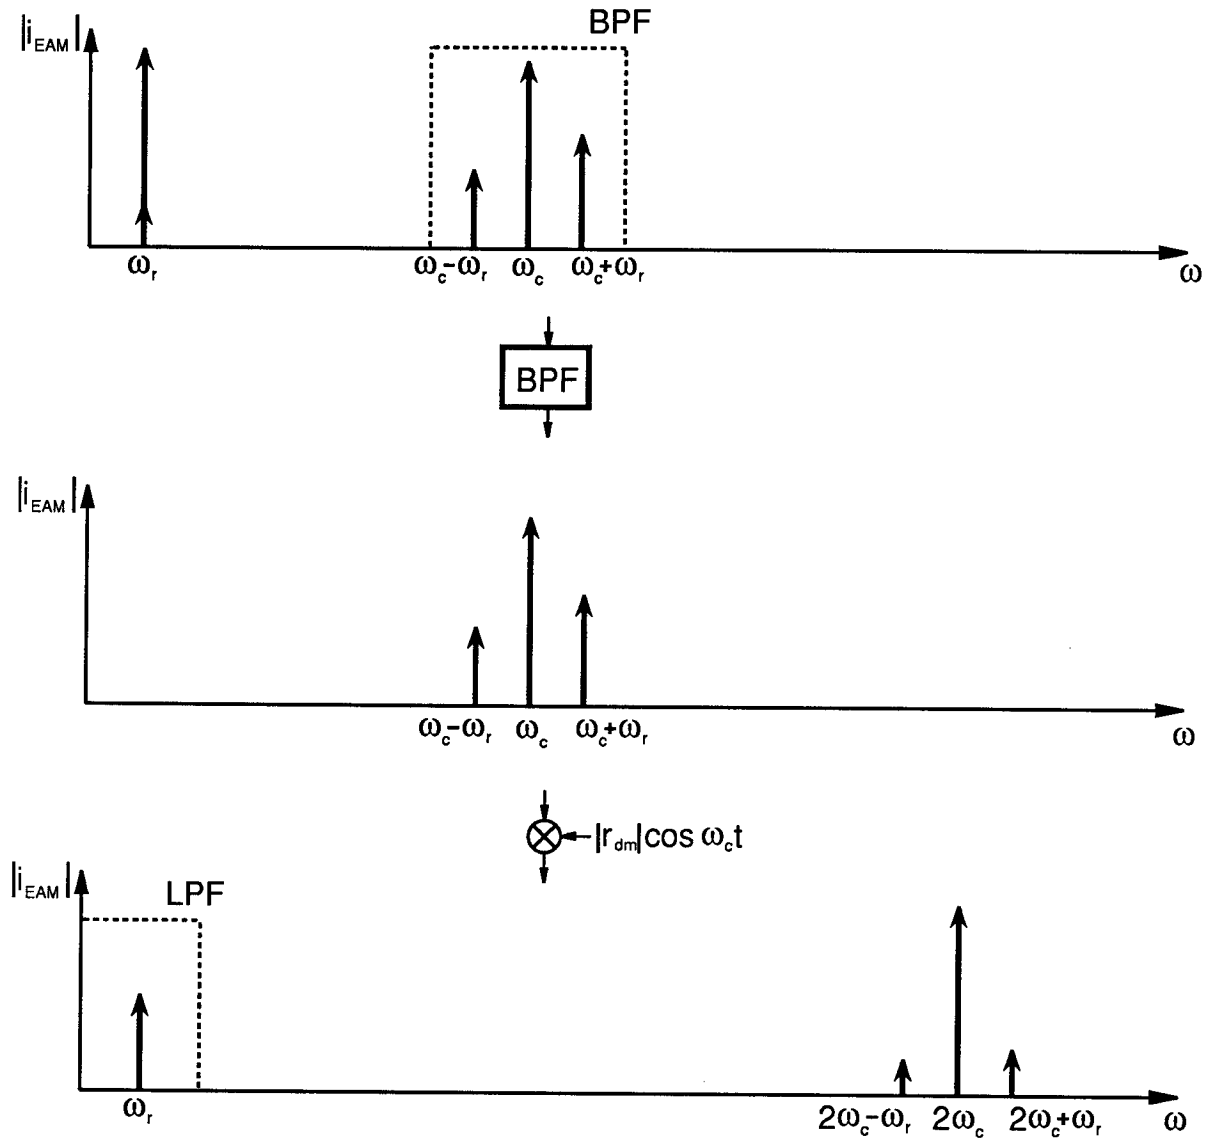 |i_EAM|
BPF
ω_r
ω_c−ω_r
ω_c
ω_c+ω_r
ω
BPF
|i_EAM|
ω_c−ω_r
ω_c
ω_c+ω_r
ω
|r_dm|cos ω_ct
|i_EAM|
LPF
ω_r
2ω_c−ω_r
2ω_c
2ω_c+ω_r
ω